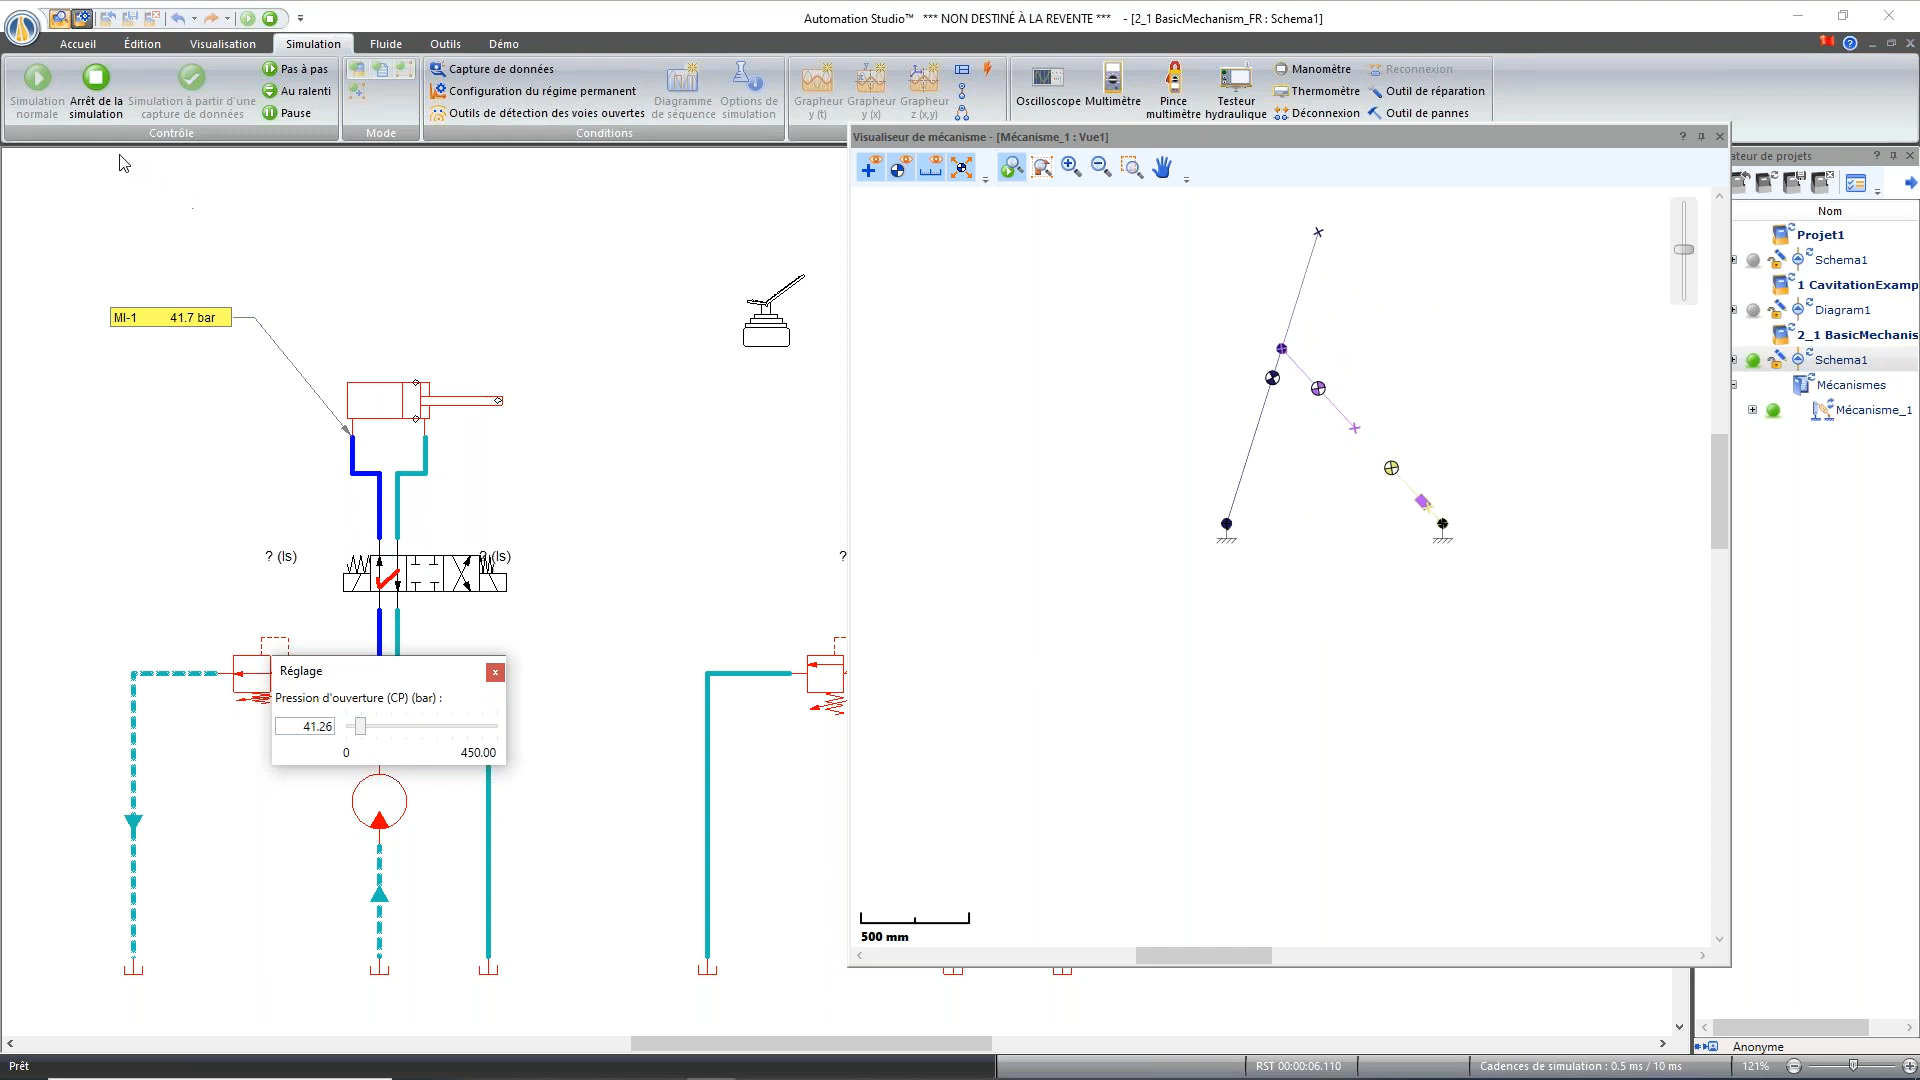 Automation Studio™ *** NON DESTINÉ À LA REVENTE *** - [2_1 BasicMechanism_FR : Schema1]
Accueil Édition Visualisation Simulation Fluide Outils Démo
Simulation normale
Arrêt de la simulation
Simulation à partir d'une capture de données
Pas à pas
Au ralenti
Pause
Contrôle
Mode
Capture de données
Configuration du régime permanent
Outils de détection des voies ouvertes
Diagramme de séquence
Options de simulation
Conditions
Grapheur y (t)
Grapheur y (x)
Grapheur z (x,y)
Oscilloscope
Multimètre
Pince multimètre
Testeur hydraulique
Manomètre
Thermomètre
Déconnexion
Reconnexion
Outil de réparation
Outil de pannes
Visualiseur de mécanisme - [Mécanisme_1 : Vue1]
500 mm
ateur de projets
Nom
Projet1
Schema1
1 CavitationExamp
Diagram1
2_1 BasicMechanis
Schema1
Mécanismes
Mécanisme_1
MI-1 41.7 bar
? (ls)
? (ls)
?
Réglage
x
Pression d'ouverture (CP) (bar) :
41.26
0 450.00
Anonyme
Prêt
RST 00:00:06.110
Cadences de simulation : 0.5 ms / 10 ms
121%